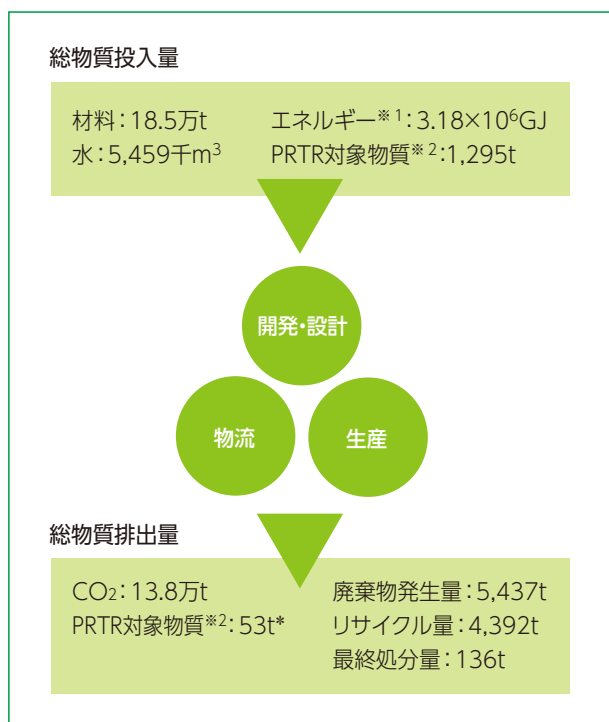 総物質投入量
材料：18.5万t エネルギー※1：3.18×10⁶GJ
水：5,459千m³ PRTR対象物質※2：1,295t
開発・設計
物流 生産
総物質排出量
CO₂：13.8万t 廃棄物発生量：5,437t
PRTR対象物質※2：53t* リサイクル量：4,392t
最終処分量：136t